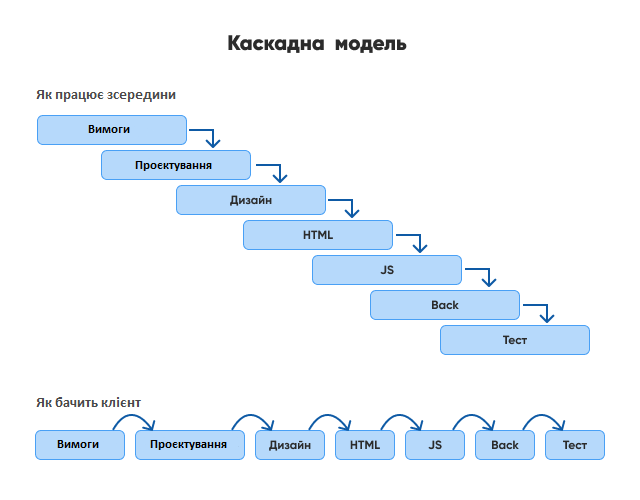 Каскадна модель
Як працює зсередини
Вимоги
Проєктування
Дизайн
HTML
JS
Back
Тест
Як бачить клієнт
Вимоги
Проєктування
Дизайн
HTML
JS
Back
Тест